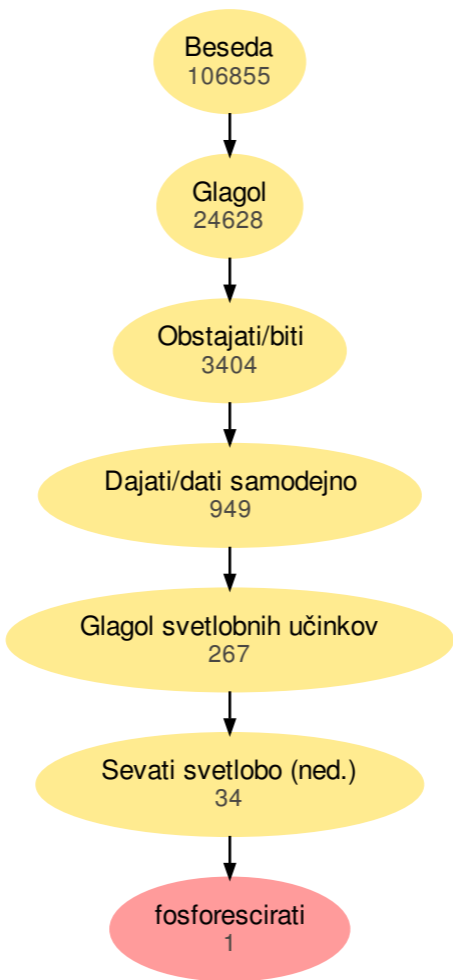 Beseda
106855
Glagol
24628
Obstajati/biti
3404
Dajati/dati samodejno
949
Glagol svetlobnih učinkov
267
Sevati svetlobo (ned.)
34
fosforescirati
1